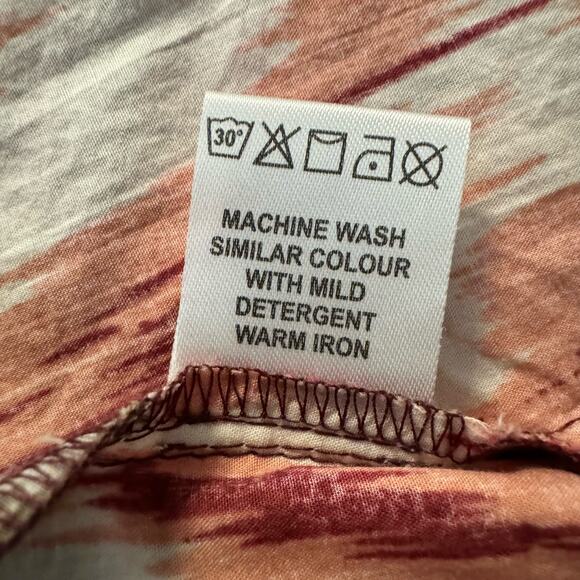 30°
MACHINE WASH
SIMILAR COLOUR
WITH MILD
DETERGENT
WARM IRON